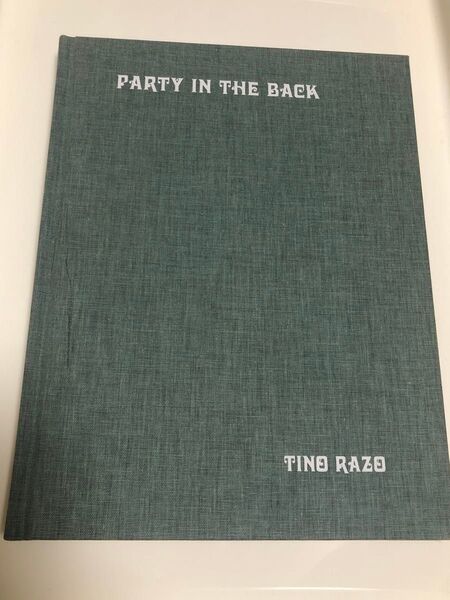 PARTY IN THE BACK
TINO RAZO